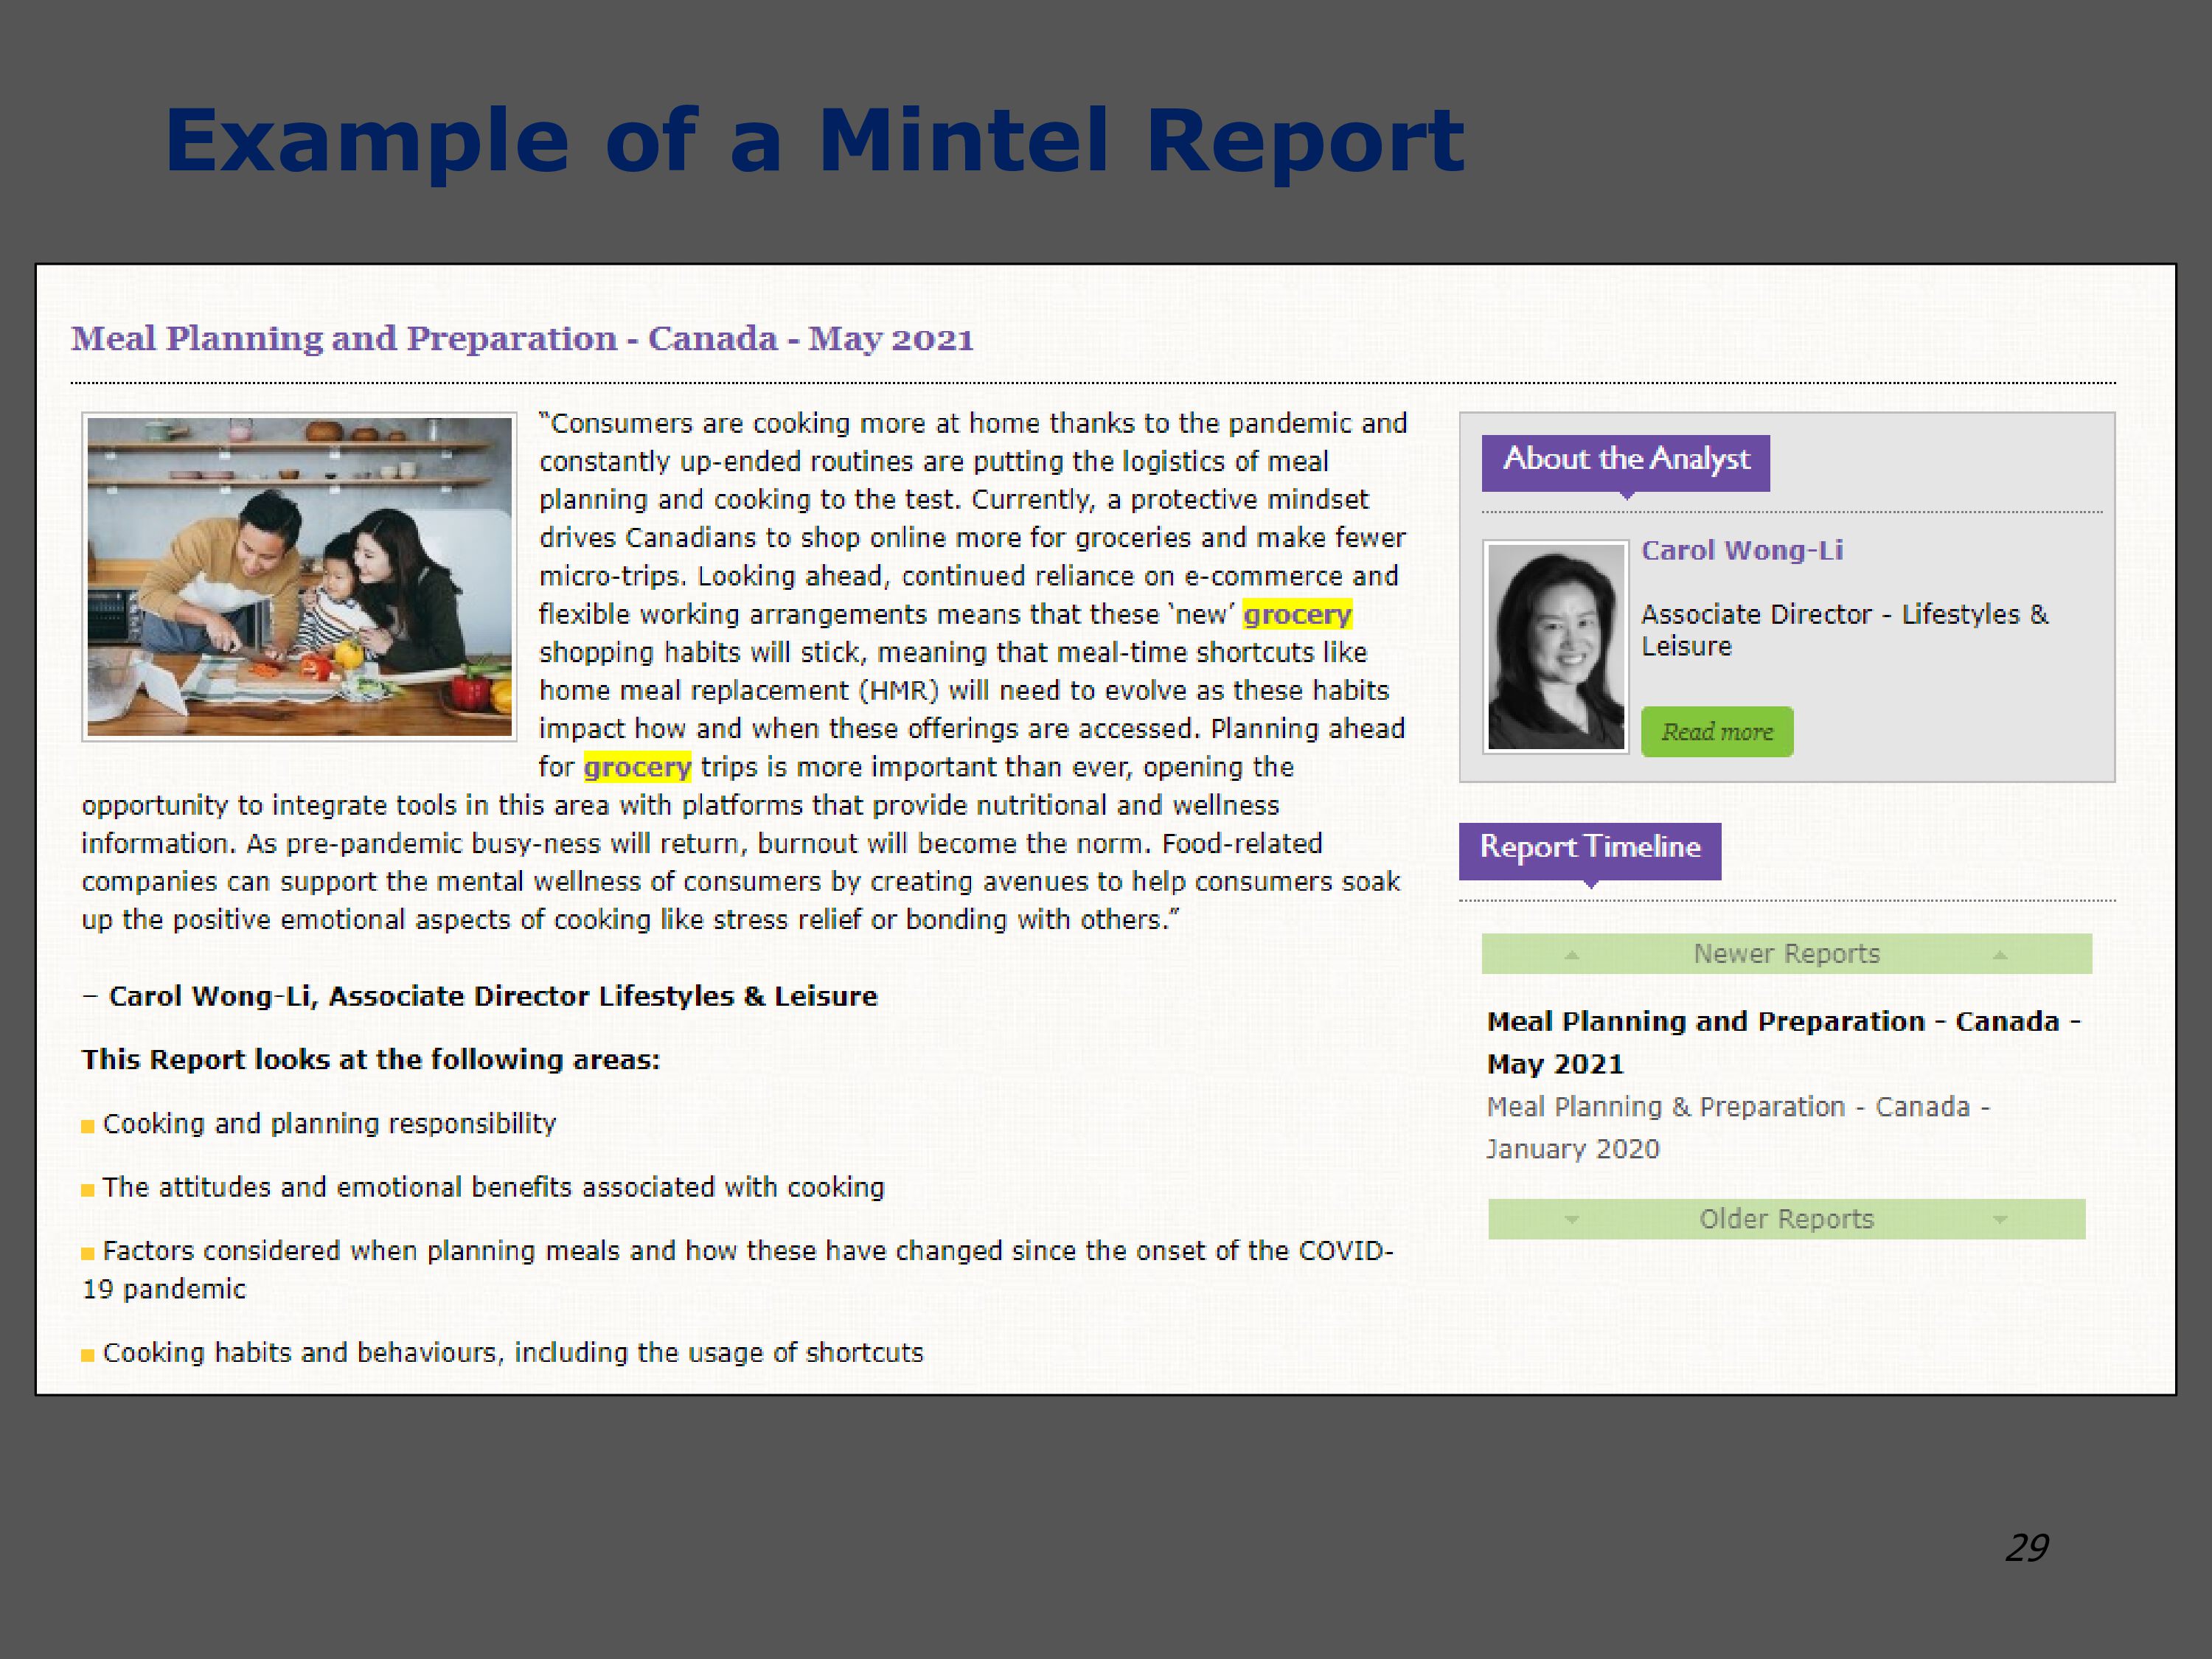 Example of a Mintel Report
Meal Planning and Preparation - Canada - May 2021
“Consumers are cooking more at home thanks to the pandemic and
constantly up-ended routines are putting the logistics of meal
planning and cooking to the test. Currently, a protective mindset
drives Canadians to shop online more for groceries and make fewer
micro-trips. Looking ahead, continued reliance on e-commerce and
flexible working arrangements means that these ‘new’ grocery
shopping habits will stick, meaning that meal-time shortcuts like
home meal replacement (HMR) will need to evolve as these habits
impact how and when these offerings are accessed. Planning ahead
for grocery trips is more important than ever, opening the
opportunity to integrate tools in this area with platforms that provide nutritional and wellness
information. As pre-pandemic busy-ness will return, burnout will become the norm. Food-related
companies can support the mental wellness of consumers by creating avenues to help consumers soak
up the positive emotional aspects of cooking like stress relief or bonding with others.”
– Carol Wong-Li, Associate Director Lifestyles & Leisure
This Report looks at the following areas:
Cooking and planning responsibility
The attitudes and emotional benefits associated with cooking
Factors considered when planning meals and how these have changed since the onset of the COVID-
19 pandemic
Cooking habits and behaviours, including the usage of shortcuts
About the Analyst
Carol Wong-Li
Associate Director - Lifestyles &
Leisure
Read more
Report Timeline
Newer Reports
Meal Planning and Preparation - Canada -
May 2021
Meal Planning & Preparation - Canada -
January 2020
Older Reports
29